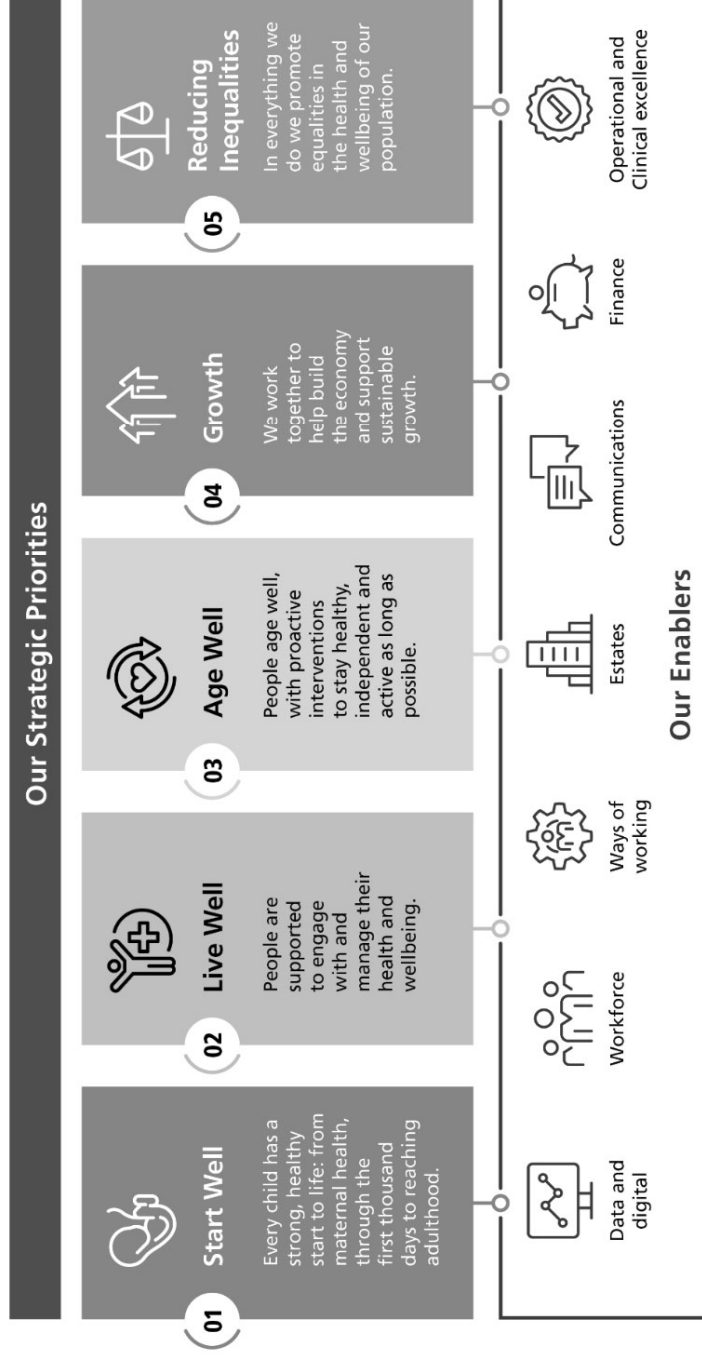 Our Strategic Priorities
01
Start Well
Every child has a
strong, healthy
start to life: from
maternal health,
through the
first thousand
days to reaching
adulthood.
02
Live Well
People are
supported
to engage
with and
manage their
health and
wellbeing.
03
Age Well
People age well,
with proactive
interventions
to stay healthy,
independent and
active as long as
possible.
04
Growth
We work
together to
help build
the economy
and support
sustainable
growth.
05
Reducing
Inequalities
In everything we
do we promote
equalities in
the health and
wellbeing of our
population.
Data and
digital
Workforce
Ways of
working
Estates
Communications
Finance
Operational and
Clinical excellence
Our Enablers